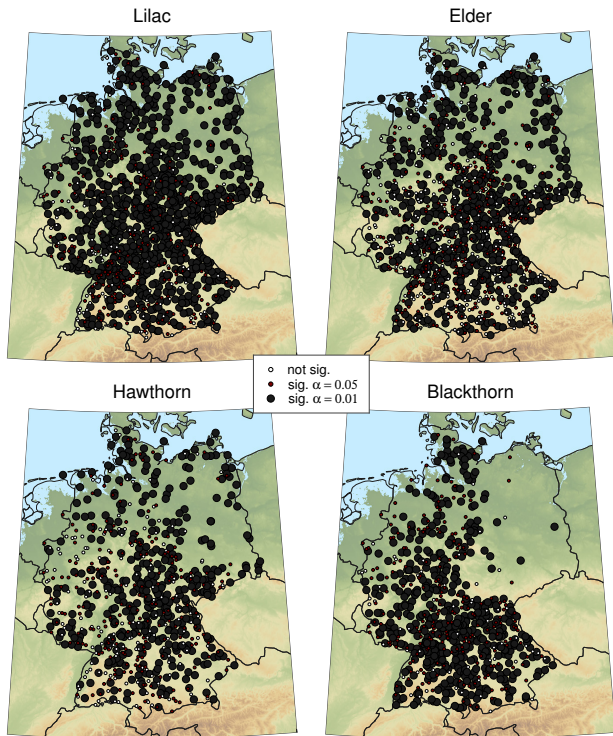 Lilac
Elder
not sig.
sig. α = 0.05
sig. α = 0.01
Hawthorn
Blackthorn